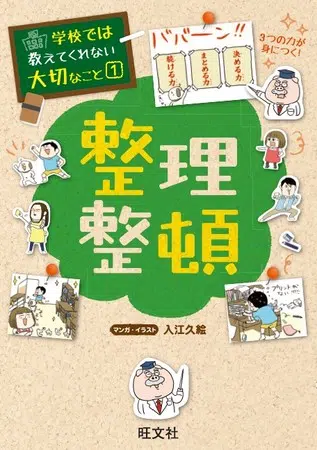 学校では
教えてくれない
大切なこと 1
ババーン!!
3つの力が
身につく!
決める力
まとめる力
続ける力
整理
整頓
マンガ・イラスト 入江久絵
旺文社